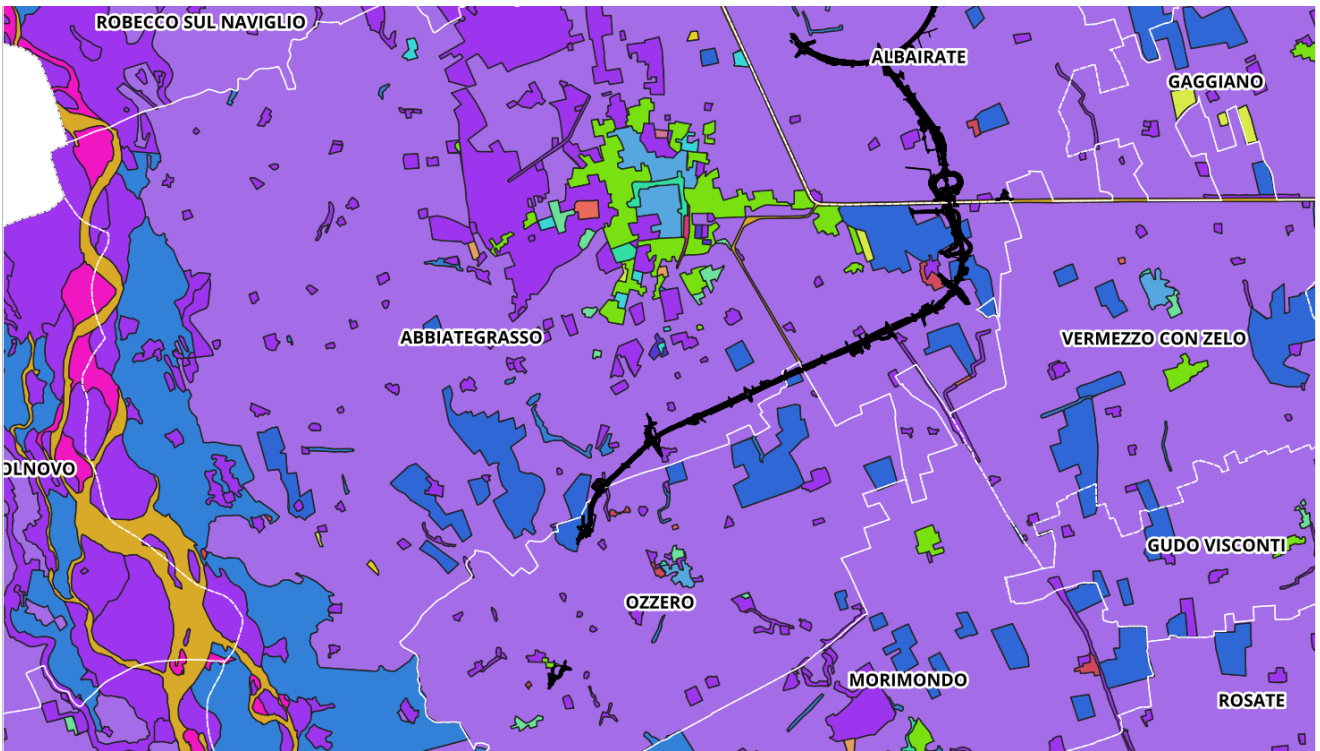 ROBECCO SUL NAVIGLIO
ALBAIRATE
GAGGIANO
ABBIATEGRASSO
VERMEZZO CON ZELO
OLNOVO
GUDO VISCONTI
OZZERO
MORIMONDO
ROSATE